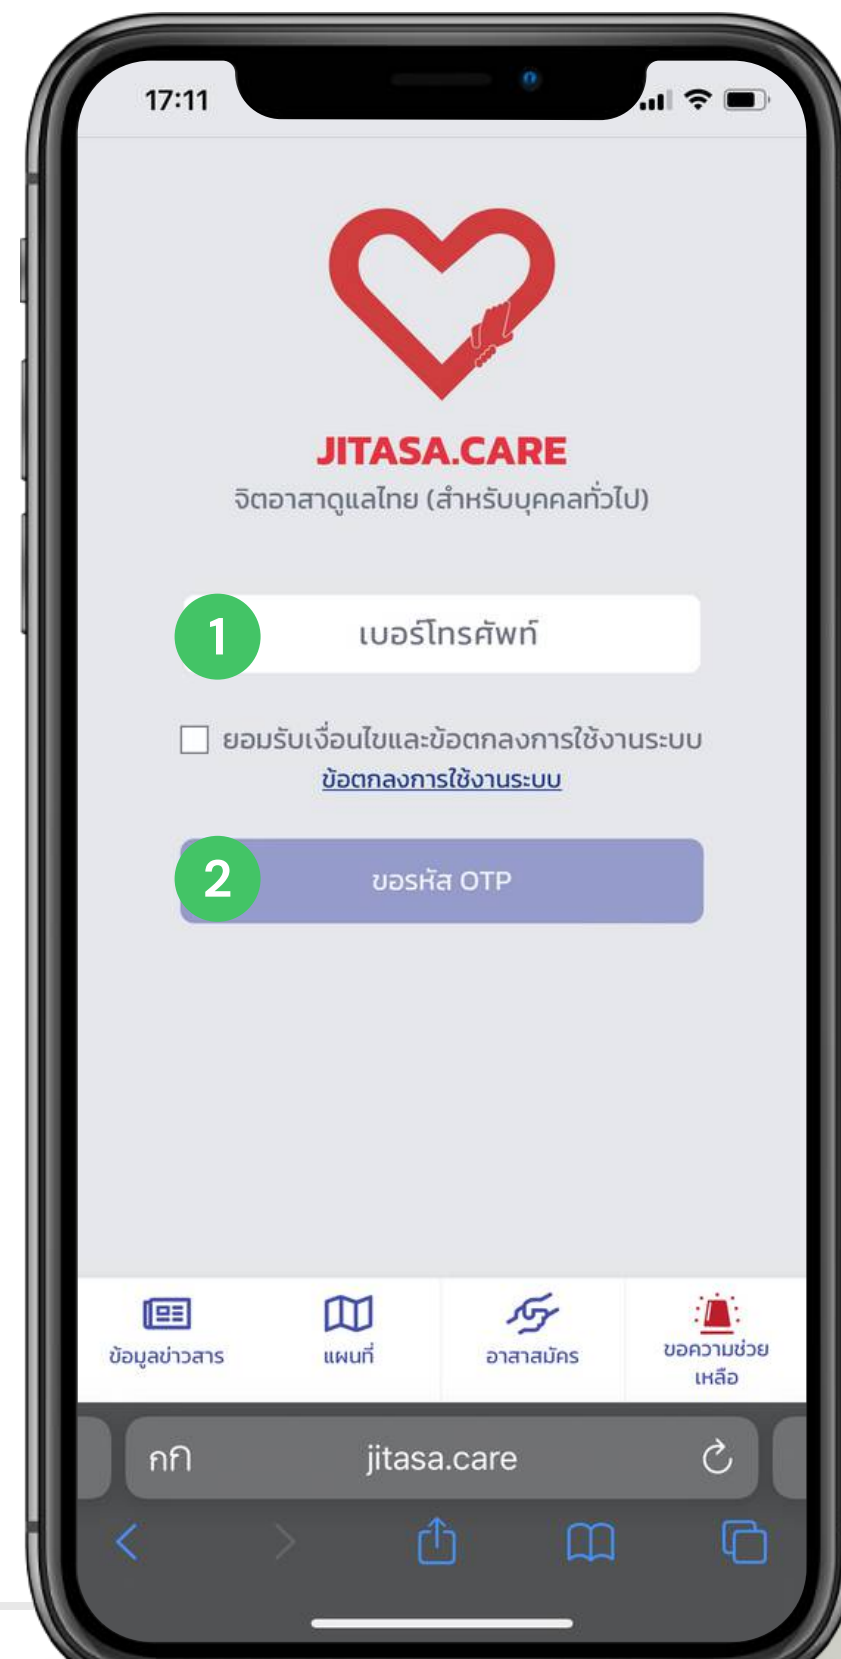 17:11
JITASA.CARE
จิตอาสาดูแลไทย (สำหรับบุคคลทั่วไป)
1
เบอร์โทรศัพท์
ยอมรับเงื่อนไขและข้อตกลงการใช้งานระบบ
ข้อตกลงการใช้งานระบบ
2
ขอรหัส OTP
ข้อมูลข่าวสาร
แผนที่
อาสาสมัคร
ขอความช่วย
เหลือ
กกิ
jitasa.care